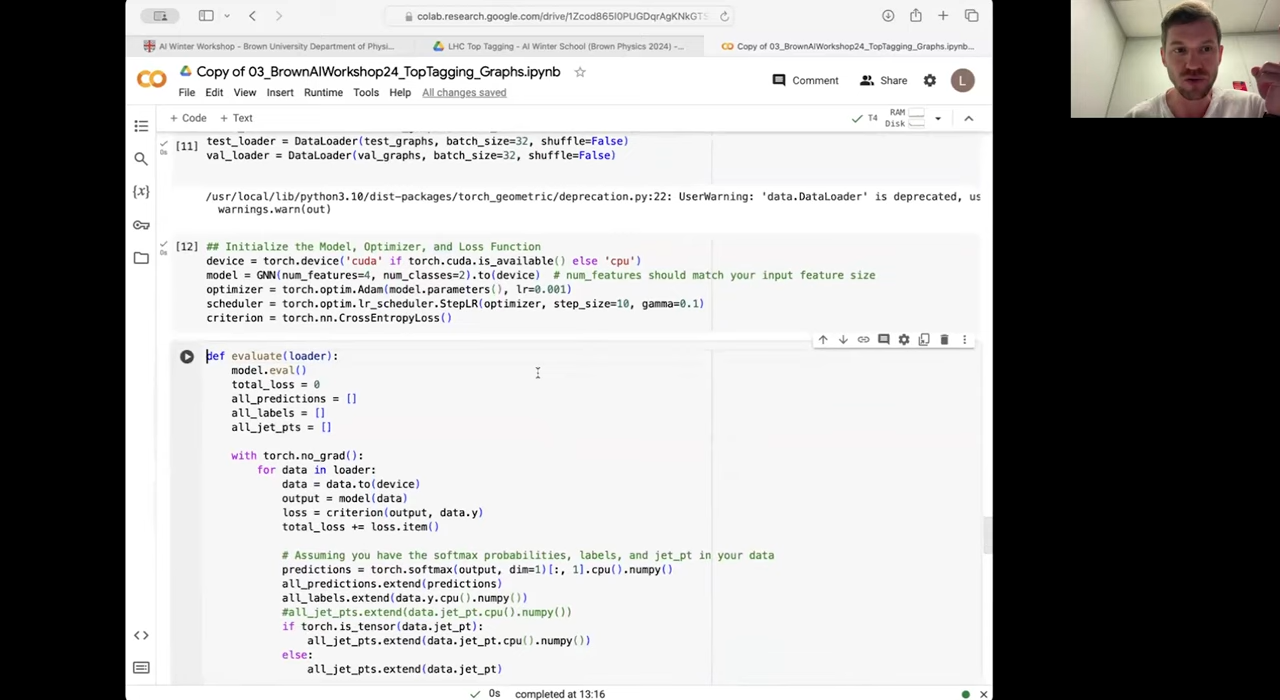 colab.research.google.com/drive/1Zcod865I0PUGDqrAgKNkGTS
AI Winter Workshop - Brown University Department of Physi...
LHC Top Tagging - AI Winter School (Brown Physics 2024) -...
Copy of 03_BrownAIWorkshop24_TopTagging_Graphs.ipynb...
CO
Copy of 03_BrownAIWorkshop24_TopTagging_Graphs.ipynb
Comment
Share
L
File Edit View Insert Runtime Tools Help All changes saved
+ Code + Text
T4
RAM
Disk
[11]
0s
test_loader = DataLoader(test_graphs, batch_size=32, shuffle=False)
val_loader = DataLoader(val_graphs, batch_size=32, shuffle=False)
{x}
/usr/local/lib/python3.10/dist-packages/torch_geometric/deprecation.py:22: UserWarning: 'data.DataLoader' is deprecated, us
warnings.warn(out)
[12]
0s
## Initialize the Model, Optimizer, and Loss Function
device = torch.device('cuda' if torch.cuda.is_available() else 'cpu')
model = GNN(num_features=4, num_classes=2).to(device)  # num_features should match your input feature size
optimizer = torch.optim.Adam(model.parameters(), lr=0.001)
scheduler = torch.optim.lr_scheduler.StepLR(optimizer, step_size=10, gamma=0.1)
criterion = torch.nn.CrossEntropyLoss()
def evaluate(loader):
model.eval()
total_loss = 0
all_predictions = []
all_labels = []
all_jet_pts = []
with torch.no_grad():
for data in loader:
data = data.to(device)
output = model(data)
loss = criterion(output, data.y)
total_loss += loss.item()
# Assuming you have the softmax probabilities, labels, and jet_pt in your data
predictions = torch.softmax(output, dim=1)[:, 1].cpu().numpy()
all_predictions.extend(predictions)
all_labels.extend(data.y.cpu().numpy())
#all_jet_pts.extend(data.jet_pt.cpu().numpy())
if torch.is_tensor(data.jet_pt):
all_jet_pts.extend(data.jet_pt.cpu().numpy())
else:
all_jet_pts.extend(data.jet_pt)
0s completed at 13:16